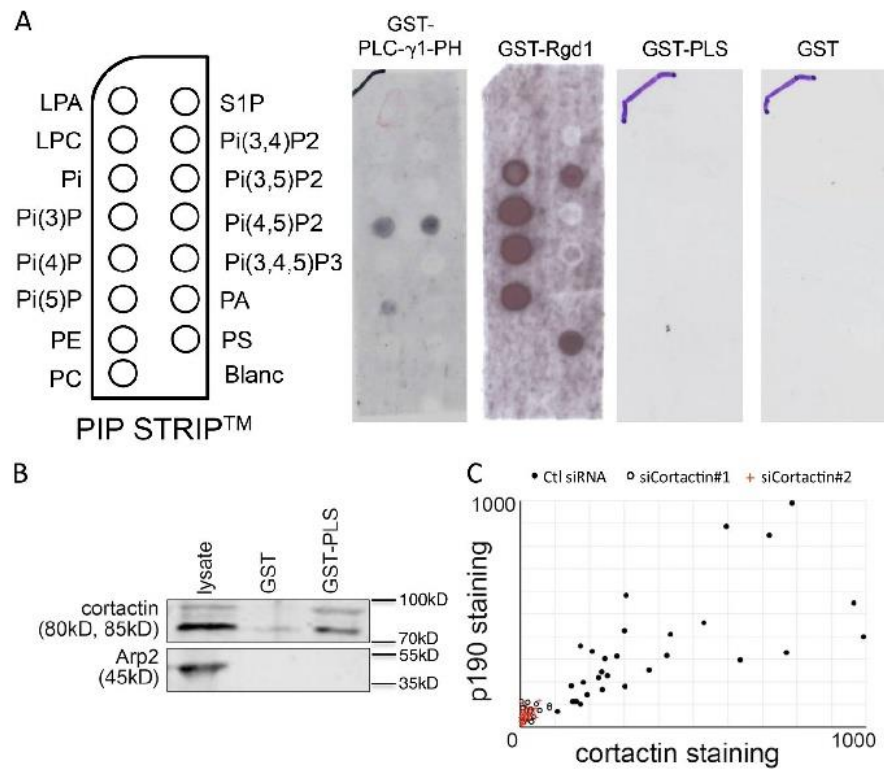 A
GST-
PLC-γ1-PH
GST-Rgd1
GST-PLS
GST
LPA
S1P
LPC
Pi(3,4)P2
Pi
Pi(3,5)P2
Pi(3)P
Pi(4,5)P2
Pi(4)P
Pi(3,4,5)P3
Pi(5)P
PA
PE
PS
PC
Blanc
PIP STRIP™
B
lysate
GST
GST-PLS
cortactin
(80kD, 85kD)
100kD
70kD
Arp2
(45kD)
55kD
35kD
C
Ctl siRNA
siCortactin#1
siCortactin#2
1000
p190 staining
0
1000
cortactin staining